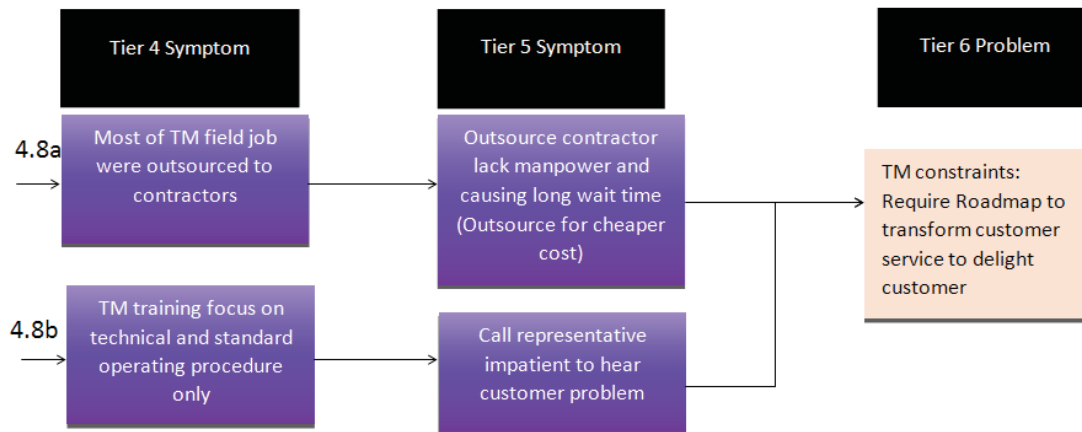 Tier 4 Symptom
Tier 5 Symptom
Tier 6 Problem
4.8a
Most of TM field job
were outsourced to
contractors
Outsource contractor
lack manpower and
causing long wait time
(Outsource for cheaper
cost)
TM constraints:
Require Roadmap to
transform customer
service to delight
customer
4.8b
TM training focus on
technical and standard
operating procedure
only
Call representative
impatient to hear
customer problem